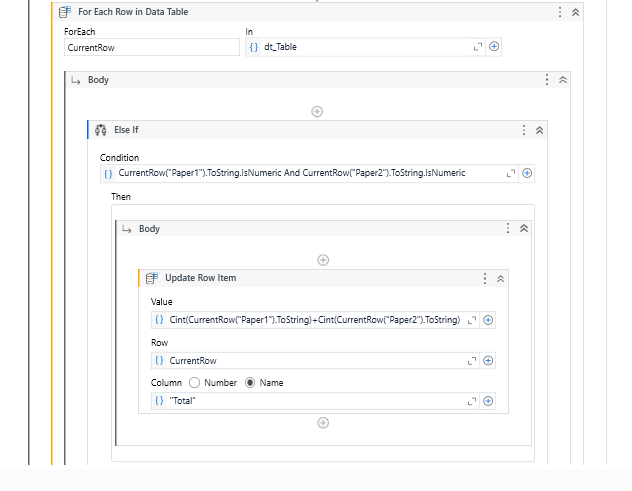 For Each Row in Data Table
ForEach In
CurrentRow dt_Table
Body
Else If
Condition
CurrentRow("Paper1").ToString.IsNumeric And CurrentRow("Paper2").ToString.IsNumeric
Then
Body
Update Row Item
Value
Cint(CurrentRow("Paper1").ToString)+Cint(CurrentRow("Paper2").ToString)
Row
CurrentRow
Column Number Name
"Total"